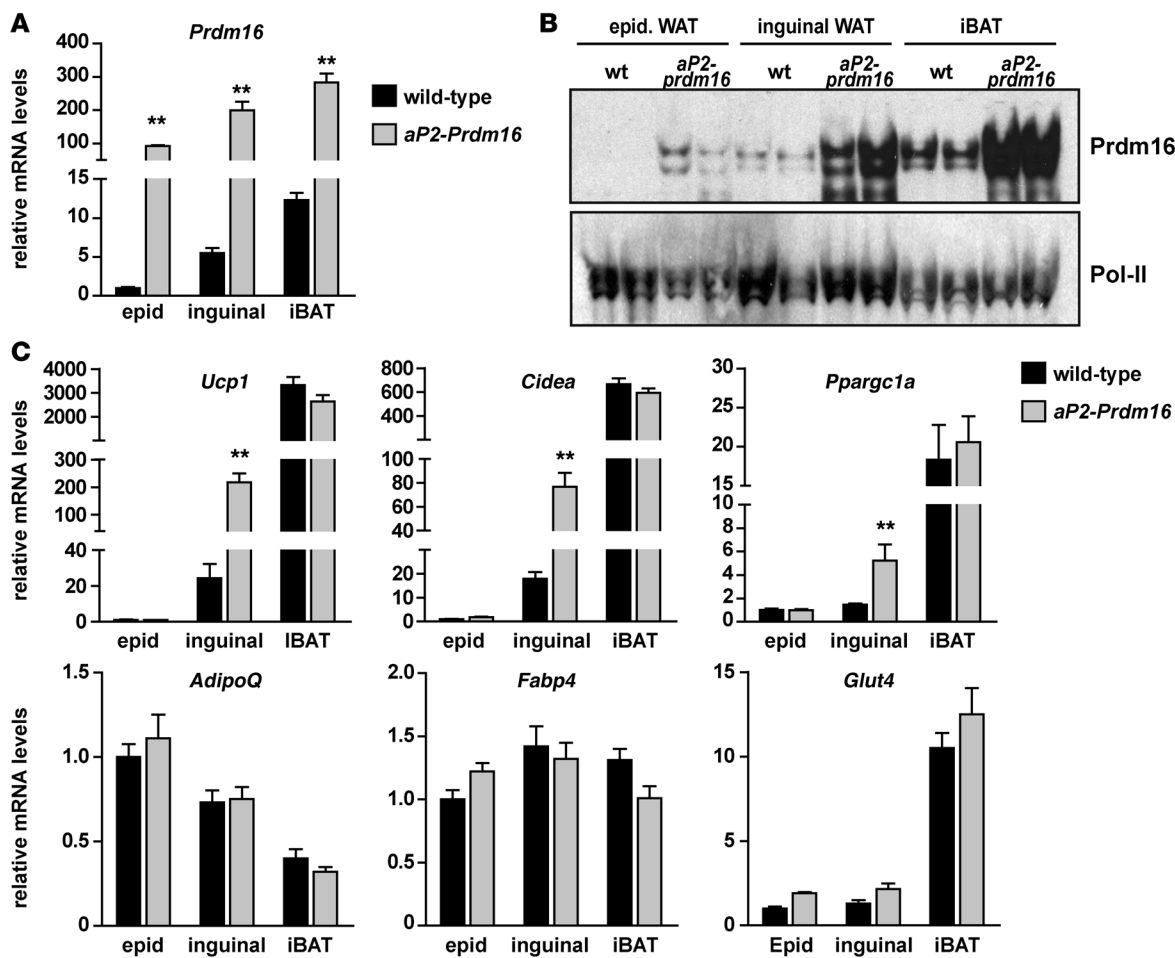 A
Prdm16
relative mRNA levels
400
300
200
100
15
10
5
0
**
**
**
epid
inguinal
iBAT
wild-type
aP2-Prdm16
B
epid. WAT
inguinal WAT
iBAT
wt
aP2-
prdm16
wt
aP2-
prdm16
wt
aP2-
prdm16
Prdm16
Pol-II
C
relative mRNA levels
Ucp1
4000
3000
2000
300
200
100
40
20
0
**
epid
inguinal
IBAT
Cidea
800
600
400
100
80
60
40
20
10
0
**
epid
inguinal
iBAT
Ppargc1a
30
25
20
15
10
8
6
4
2
0
**
epid
inguinal
iBAT
wild-type
aP2-Prdm16
relative mRNA levels
AdipoQ
1.5
1.0
0.5
0
epid
inguinal
iBAT
Fabp4
2.0
1.5
1.0
0.5
0
epid
inguinal
iBAT
Glut4
15
10
5
0
Epid
inguinal
iBAT